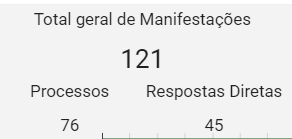 Total geral de Manifestações
121
Processos Respostas Diretas
76 45